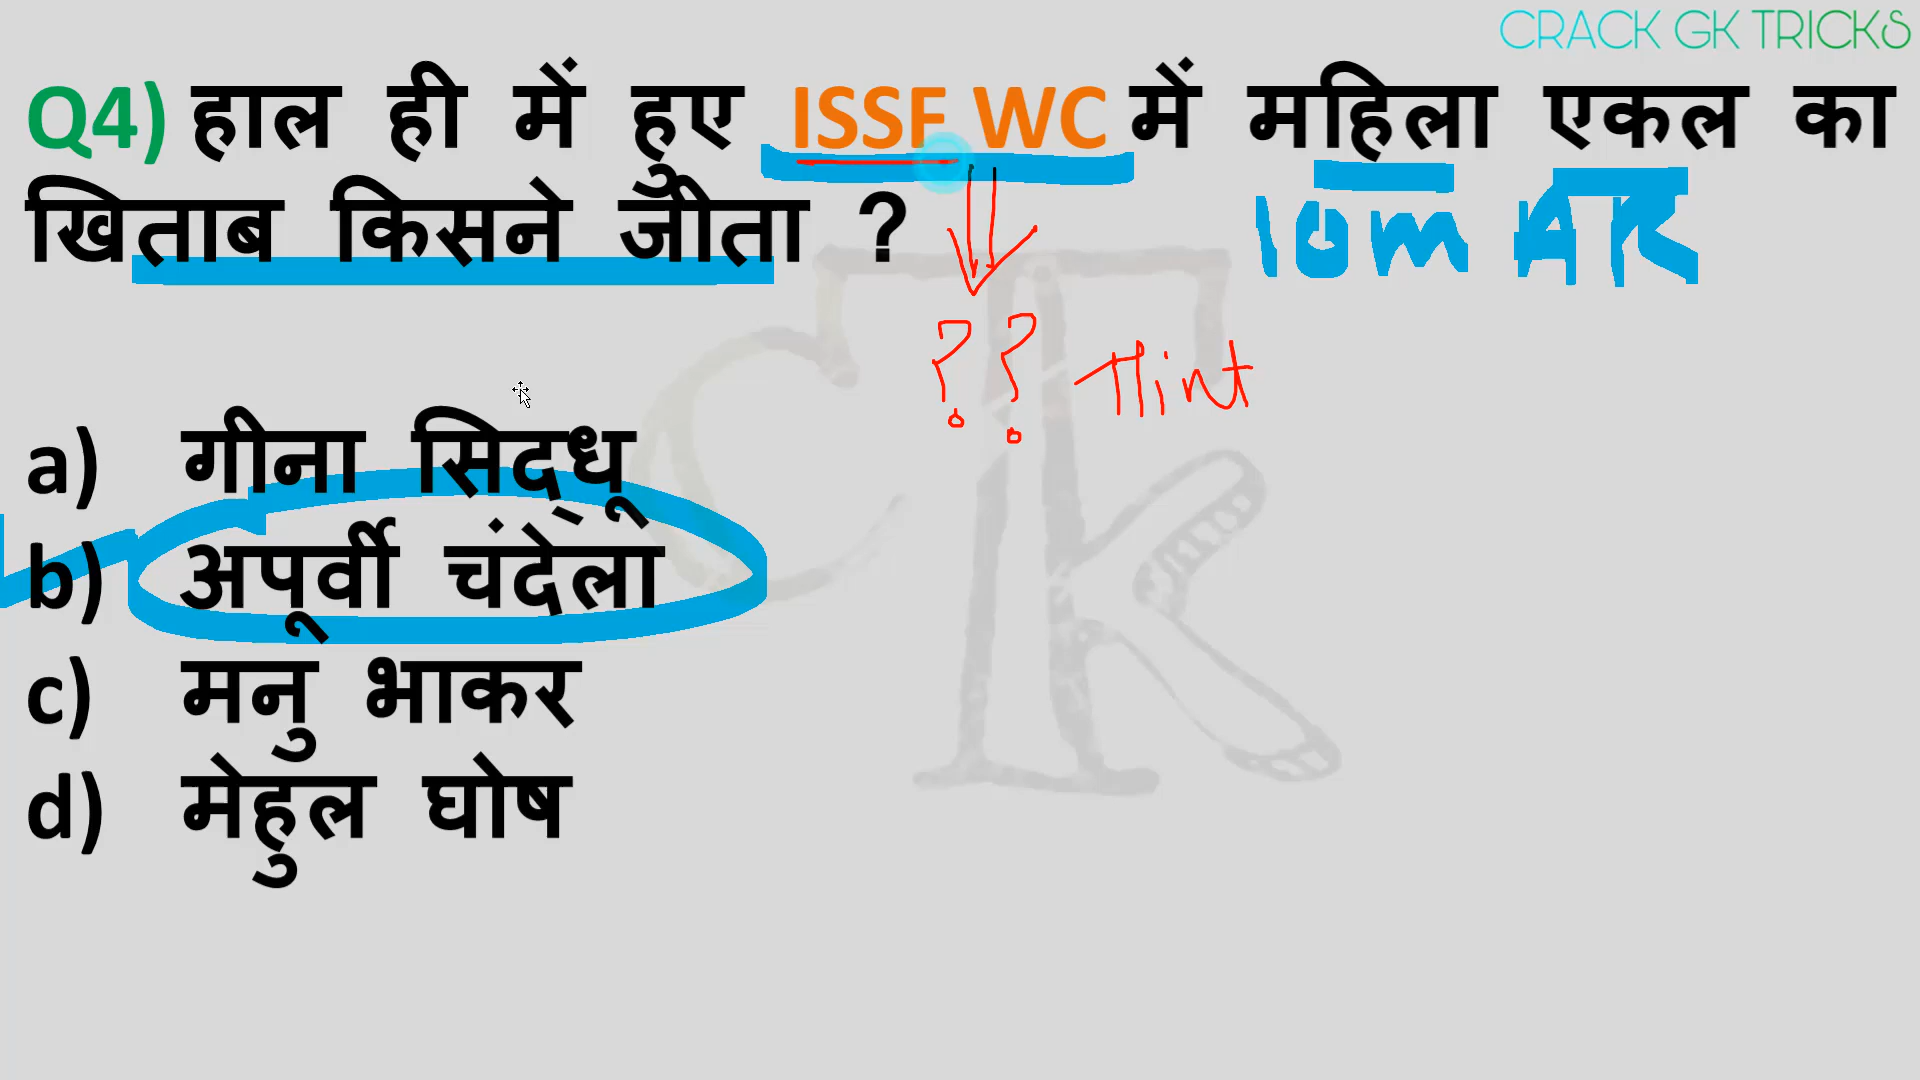 CRACK GK TRICKS
Q4) हाल ही में हुए ISSF WC में महिला एकल का
खिताब किसने जीता ?
10m AR
?? Hint
a) गीना सिद्धू
b) अपूर्वी चंदेला
c) मनु भाकर
d) मेहुल घोष